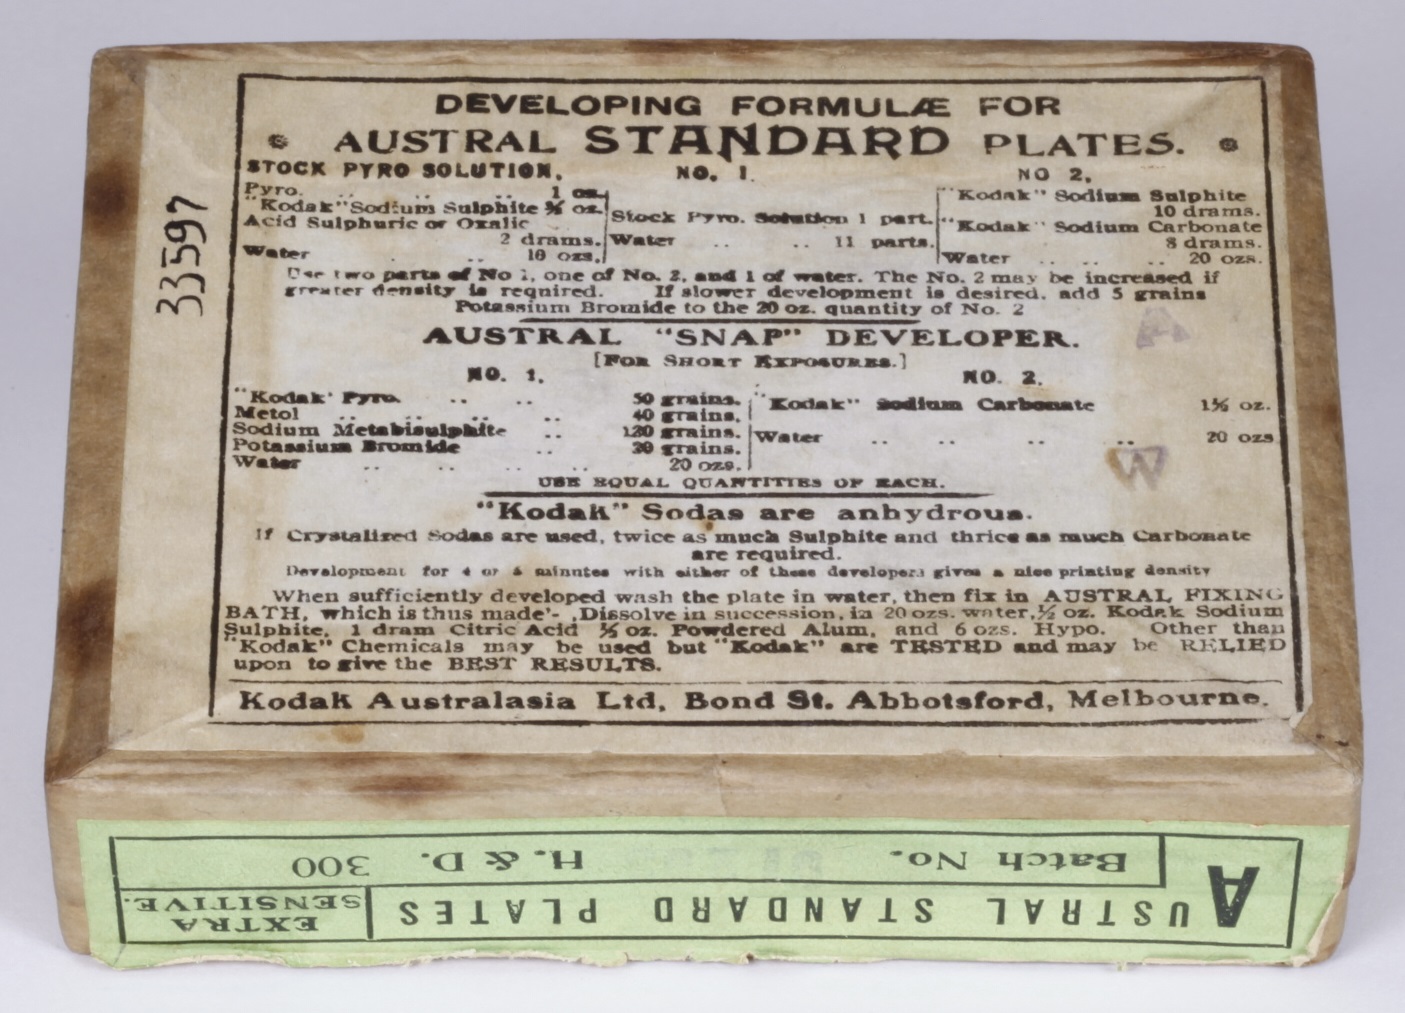 DEVELOPING FORMULÆ FOR
AUSTRAL STANDARD PLATES.
STOCK PYRO SOLUTION.
Pyro. .. .. .. 1 oz.
"Kodak" Sodium Sulphite oz.
Acid Sulphuric or Oxalic
2 drams.
Water 10 ozs.
NO. 1.
Stock Pyro. Solution 1 part.
Water .. .. 11 parts.
NO 2.
"Kodak" Sodium Sulphite
10 drams.
"Kodak" Sodium Carbonate
8 drams.
Water .. .. .. 20 ozs.
Use two parts of No 1, one of No. 2, and 1 of water. The No. 2 may be increased if
greater density is required. If slower development is desired, add 5 grains
Potassium Bromide to the 20 oz. quantity of No. 2
AUSTRAL "SNAP" DEVELOPER.
[FOR SHORT EXPOSURES.]
NO. 1.
"Kodak' Pyro. .. .. 50 grains.
Metol .. .. .. .. 40 grains.
Sodium Metabisulphite .. 120 grains.
Potassium Bromide .. 20 grains.
Water .. .. .. .. 20 ozs.
NO. 2.
"Kodak" Sodium Carbonate 1½ oz.
Water .. .. .. .. 20 ozs
USE EQUAL QUANTITIES OF EACH.
"Kodak" Sodas are anhydrous.
If Crystalized Sodas are used, twice as much Sulphite and thrice as much Carbonate
are required.
Development for 4 or 5 minutes with either of these developers gives a nice printing density
When sufficiently developed wash the plate in water, then fix in AUSTRAL FIXING
BATH, which is thus made'- ,Dissolve in succession, in 20 ozs. water, ½ oz. Kodak Sodium
Sulphite, 1 dram Citric Acid ½ oz. Powdered Alum, and 6 ozs. Hypo. Other than
"Kodak" Chemicals may be used but "Kodak" are TESTED and may be RELIED
upon to give the BEST RESULTS.
Kodak Australasia Ltd, Bond St. Abbotsford, Melbourne.
33597
A
W
AUSTRAL STANDARD PLATES
EXTRA
SENSITIVE.
Batch No. H. & D. 300